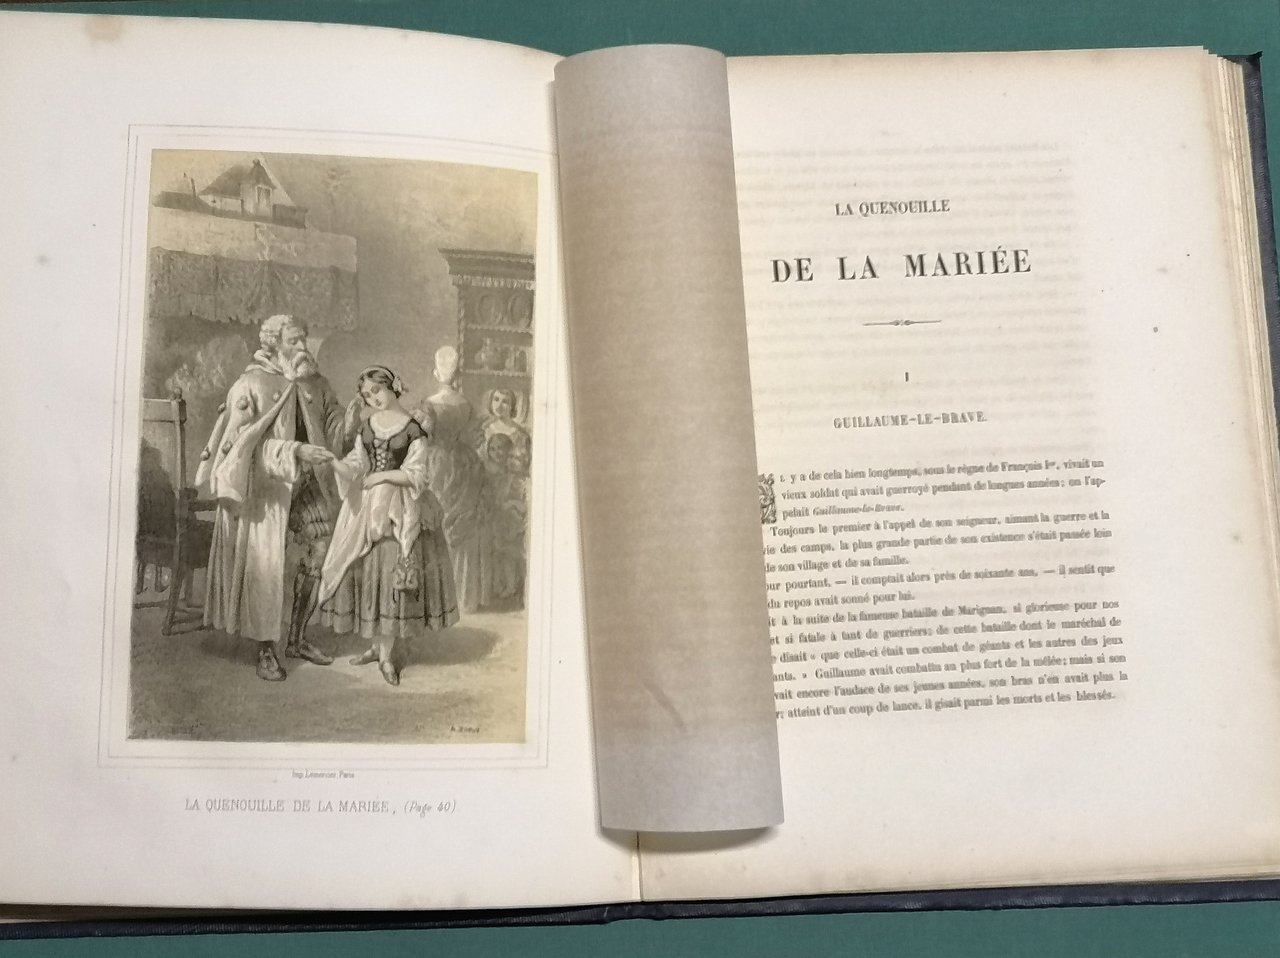 Imp. Lemercier, Paris
LA QUENOUILLE DE LA MARIÉE, (Page 40)
LA QUENOUILLE
DE LA MARIÉE
I
GUILLAUME-LE-BRAVE.
L y a de cela bien longtemps, sous le règne de François Ier, vivait un
vieux soldat qui avait guerroyé pendant de longues années; on l'ap-
pelait Guillaume-le-Brave.
Toujours le premier à l'appel de son seigneur, aimant la guerre et la
vie des camps, la plus grande partie de son existence s'était passée loin
de son village et de sa famille.
our pourtant, — il comptait alors près de soixante ans, — il sentit que
du repos avait sonné pour lui.
it à la suite de la fameuse bataille de Marignan, si glorieuse pour nos
et si fatale à tant de guerriers; de cette bataille dont le maréchal de
e disait « que celle-ci était un combat de géants et les autres des jeux
ants. » Guillaume avait combattu au plus fort de la mêlée; mais si son
vait encore l'audace de ses jeunes années, son bras n'en avait plus la
r; atteint d'un coup de lance, il gisait parmi les morts et les blessés.